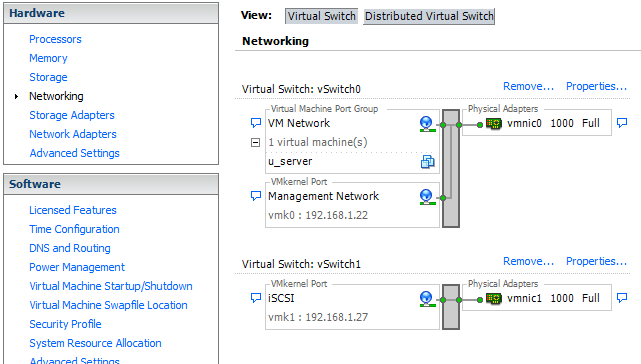 Hardware
Processors
Memory
Storage
Networking
Storage Adapters
Network Adapters
Advanced Settings
Software
Licensed Features
Time Configuration
DNS and Routing
Power Management
Virtual Machine Startup/Shutdown
Virtual Machine Swapfile Location
Security Profile
System Resource Allocation
Advanced Settings
View: Virtual Switch Distributed Virtual Switch
Networking
Virtual Switch: vSwitch0 Remove... Properties...
Virtual Machine Port Group Physical Adapters
VM Network vmnic0 1000 Full
1 virtual machine(s)
u_server
VMkernel Port
Management Network
vmk0 : 192.168.1.22
Virtual Switch: vSwitch1 Remove... Properties...
VMkernel Port Physical Adapters
iSCSI vmnic1 1000 Full
vmk1 : 192.168.1.27